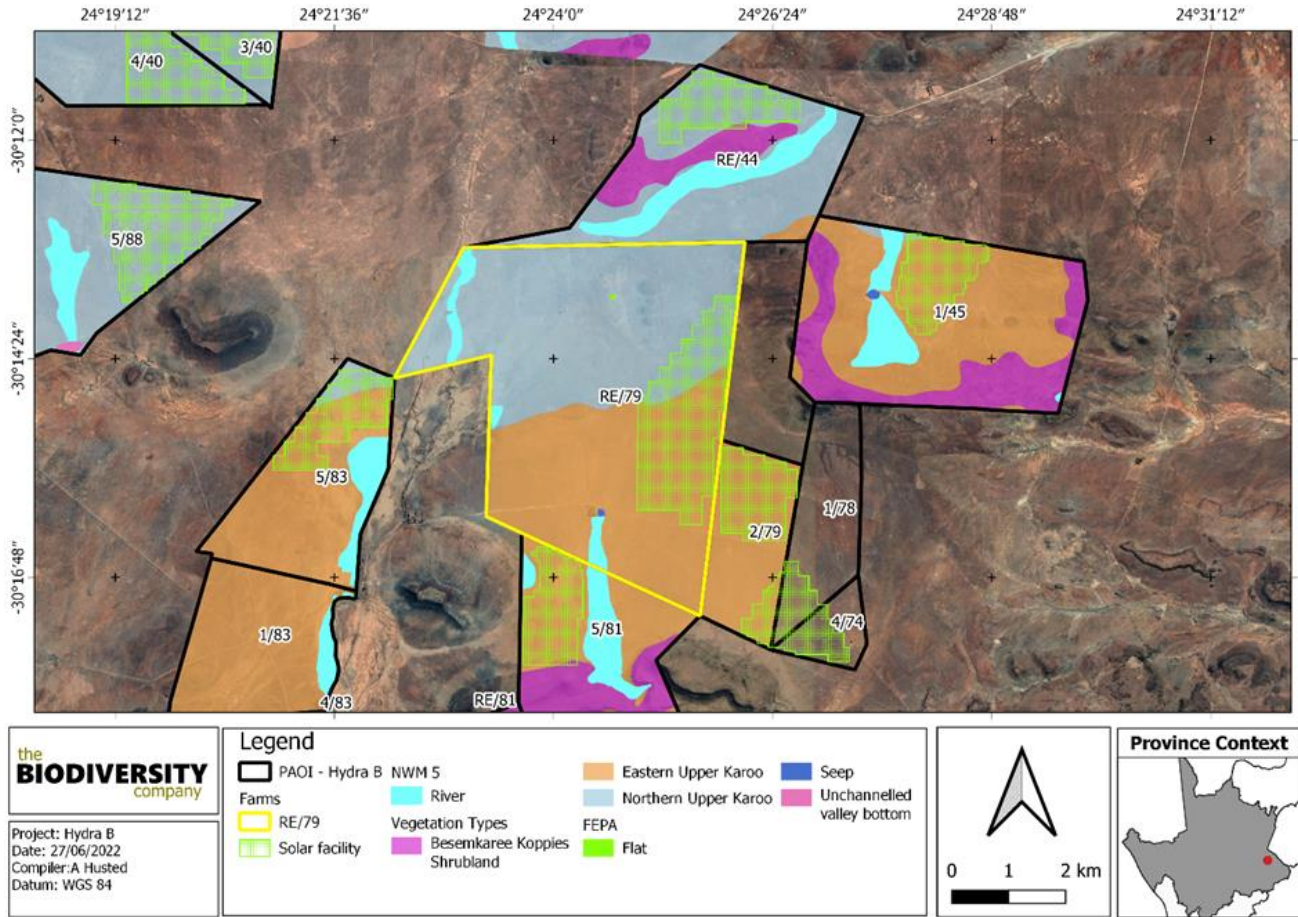 24°19′12″ 24°21′36″ 24°24′0″ 24°26′24″ 24°28′48″ 24°31′12″
-30°12′0″
-30°14′24″
-30°16′48″
3/40
4/40
RE/44
5/88
1/45
RE/79
5/83
1/78
2/79
4/74
5/81
1/83
RE/81
4/83
the
BIODIVERSITY
company
Project: Hydra B
Date: 27/06/2022
Compiler:A Husted
Datum: WGS 84
Legend
PAOI - Hydra B
Farms
RE/79
Solar facility
NWM 5
River
Vegetation Types
Besemkaree Koppies
Shrubland
Eastern Upper Karoo
Northern Upper Karoo
FEPA
Flat
Seep
Unchannelled
valley bottom
0 1 2 km
Province Context